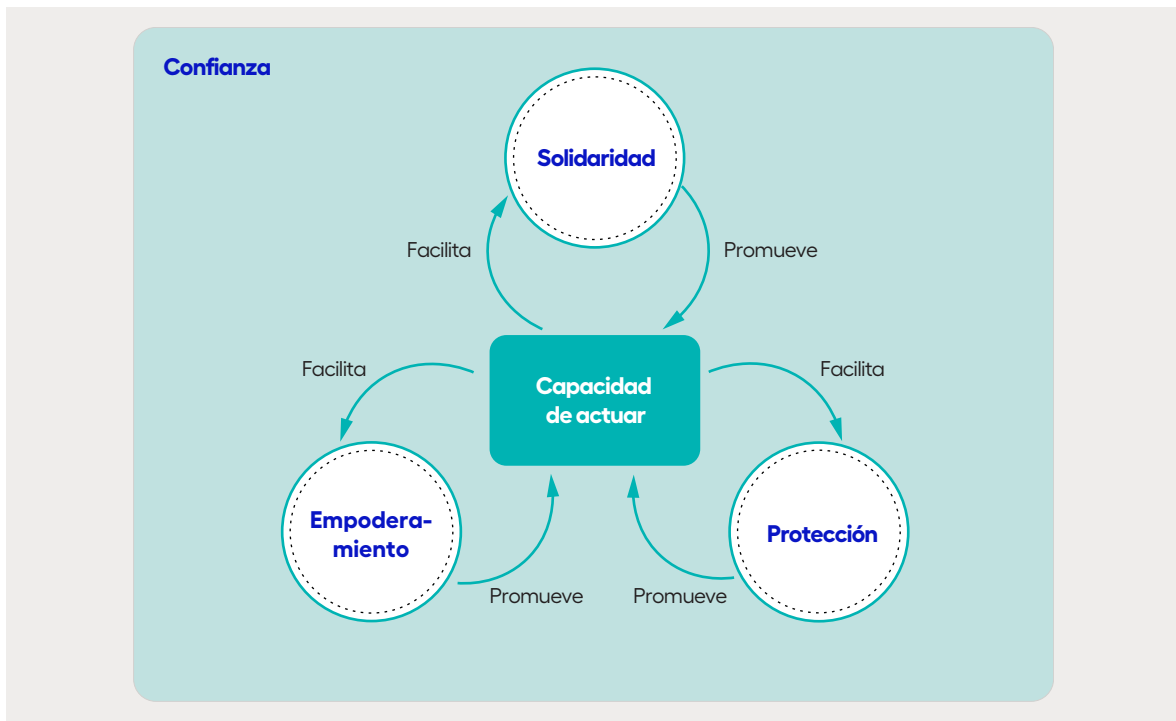 Confianza
Solidaridad
Facilita
Promueve
Facilita
Capacidad
de actuar
Facilita
Empodera-
miento
Protección
Promueve
Promueve